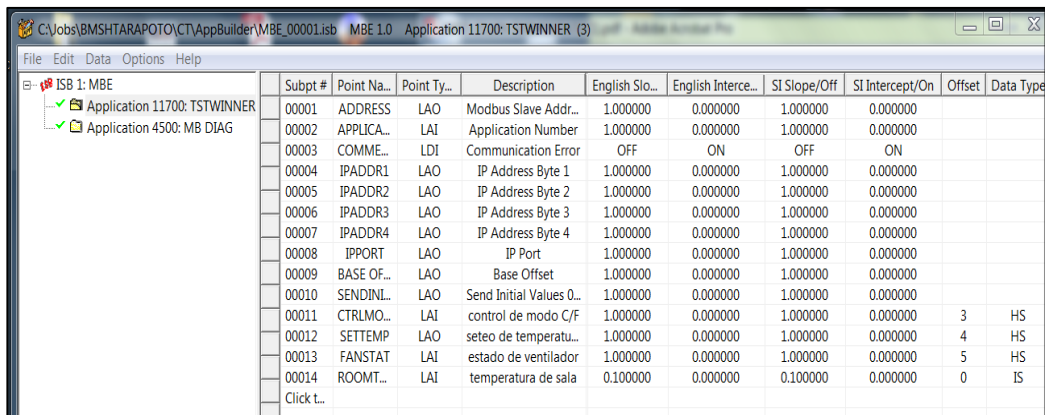 C:\Jobs\BMSHTARAPOTO\CT\AppBuilder\MBE_00001.isb MBE 1.0 Application 11700: TSTWINNER (3)
File Edit Data Options Help
ISB 1: MBE
Application 11700: TSTWINNER
Application 4500: MB DIAG
Subpt # Point Na... Point Ty... Description English Slo... English Interce... SI Slope/Off SI Intercept/On Offset Data Type
00001 ADDRESS LAO Modbus Slave Addr... 1.000000 0.000000 1.000000 0.000000
00002 APPLICA... LAI Application Number 1.000000 0.000000 1.000000 0.000000
00003 COMME... LDI Communication Error OFF ON OFF ON
00004 IPADDR1 LAO IP Address Byte 1 1.000000 0.000000 1.000000 0.000000
00005 IPADDR2 LAO IP Address Byte 2 1.000000 0.000000 1.000000 0.000000
00006 IPADDR3 LAO IP Address Byte 3 1.000000 0.000000 1.000000 0.000000
00007 IPADDR4 LAO IP Address Byte 4 1.000000 0.000000 1.000000 0.000000
00008 IPPORT LAO IP Port 1.000000 0.000000 1.000000 0.000000
00009 BASE OF... LAO Base Offset 1.000000 0.000000 1.000000 0.000000
00010 SENDINI... LAO Send Initial Values 0... 1.000000 0.000000 1.000000 0.000000
00011 CTRLMO... LAI control de modo C/F 1.000000 0.000000 1.000000 0.000000 3 HS
00012 SETTEMP LAO seteo de temperatu... 1.000000 0.000000 1.000000 0.000000 4 HS
00013 FANSTAT LAI estado de ventilador 1.000000 0.000000 1.000000 0.000000 5 HS
00014 ROOMT... LAI temperatura de sala 0.100000 0.000000 0.100000 0.000000 0 IS
Click t...